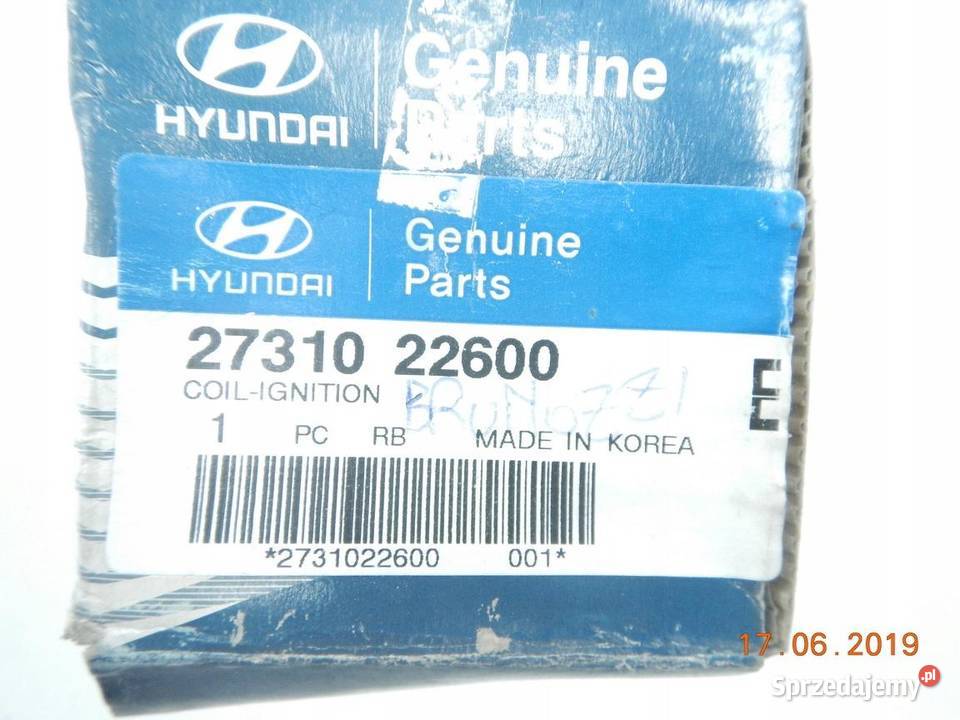 HYUNDAI
Genuine
Parts
HYUNDAI
Genuine
Parts
27310 22600
COIL-IGNITION
1 PC RB MADE IN KOREA
*2731022600 001*
17.06.2019
Sprzedajemy.pl